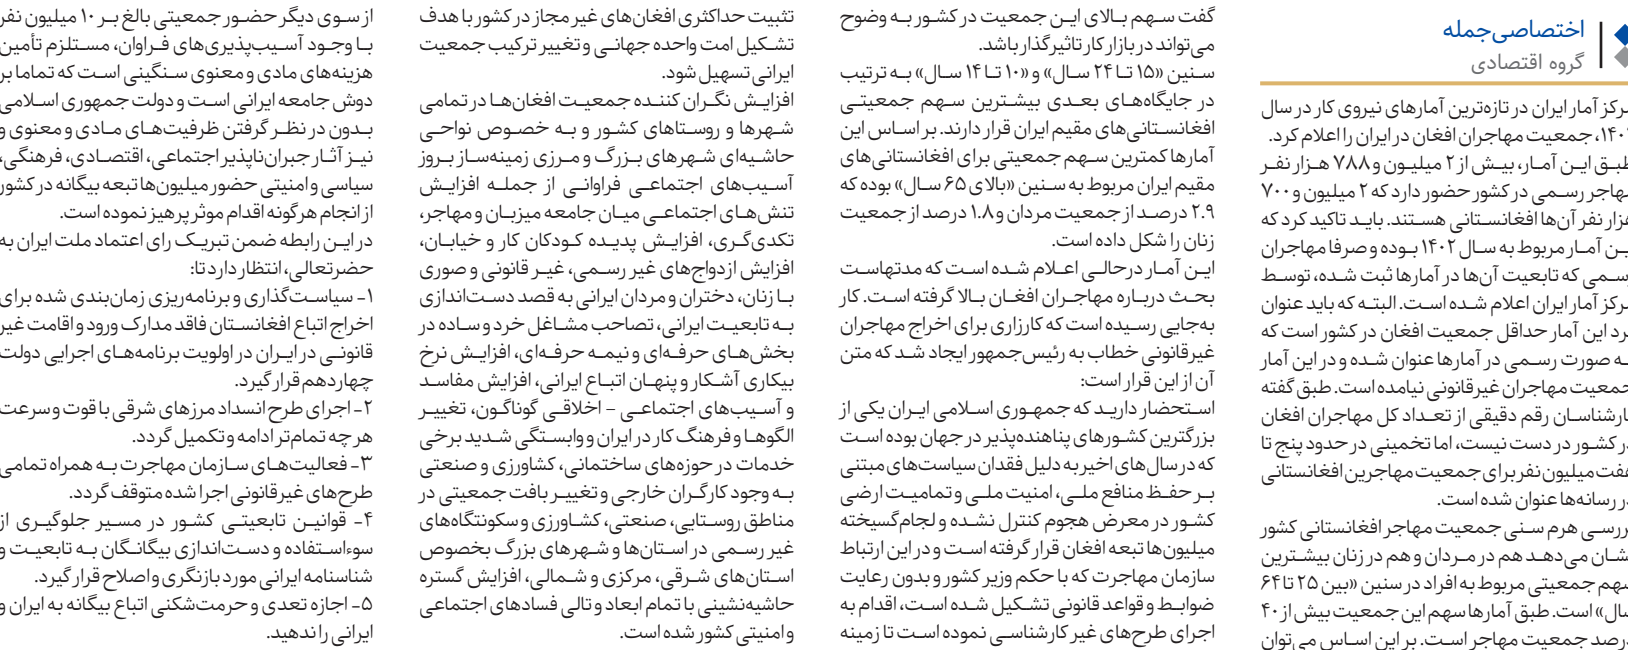 اختصاصی‌جمله
گروه اقتصادی
مرکز آمار ایران در تازه‌ترین آمارهای نیروی کار در سال
۱۴۰۲، جمعیت مهاجران افغان در ایران را اعلام کرد.
طبق این آمار، بیش از ۲ میلیون و ۷۸۸ هزار نفر
مهاجر رسمی در کشور حضور دارد که ۲ میلیون و ۷۰۰
هزار نفر آن‌ها افغانستانی هستند. باید تاکید کرد که
این آمار مربوط به سال ۱۴۰۲ بوده و صرفا مهاجران
رسمی که تابعیت آن‌ها در آمارها ثبت شده، توسط
مرکز آمار ایران اعلام شده است. البته که باید عنوان
کرد این آمار حداقل جمعیت افغان در کشور است که
به صورت رسمی در آمارها عنوان شده و در این آمار
جمعیت مهاجران غیرقانونی نیامده است. طبق گفته
کارشناسان رقم دقیقی از تعداد کل مهاجران افغان
در کشور در دست نیست، اما تخمینی در حدود پنج تا
هفت میلیون نفر برای جمعیت مهاجرین افغانستانی
در رسانه‌ها عنوان شده است.
بررسی هرم سنی جمعیت مهاجر افغانستانی کشور
نشان می‌دهد هم در مردان و هم در زنان بیشترین
سهم جمعیتی مربوط به افراد در سنین «بین ۲۵ تا ۶۴
سال» است. طبق آمارها سهم این جمعیت بیش از ۴۰
درصد جمعیت مهاجر است. بر این اساس می‌توان
گفت سهم بالای این جمعیت در کشور به وضوح
می‌تواند در بازار کار تاثیرگذار باشد.
سنین «۱۵ تا ۲۴ سال» و «۱۰ تا ۱۴ سال» به ترتیب
در جایگاه‌های بعدی بیشترین سهم جمعیتی
افغانستانی‌های مقیم ایران قرار دارند. بر اساس این
آمارها کمترین سهم جمعیتی برای افغانستانی‌های
مقیم ایران مربوط به سنین «بالای ۶۵ سال» بوده که
۲.۹ درصد از جمعیت مردان و ۱.۸ درصد از جمعیت
زنان را شکل داده است.
این آمار درحالی اعلام شده است که مدتهاست
بحث درباره مهاجران افغان بالا گرفته است. کار
به‌جایی رسیده است که کارزاری برای اخراج مهاجران
غیرقانونی خطاب به رئیس‌جمهور ایجاد شد که متن
آن از این قرار است:
استحضار دارید که جمهوری اسلامی ایران یکی از
بزرگترین کشورهای پناهنده‌پذیر در جهان بوده است
که در سال‌های اخیر به دلیل فقدان سیاست‌های مبتنی
بر حفظ منافع ملی، امنیت ملی و تمامیت ارضی
کشور در معرض هجوم کنترل نشده و لجام‌گسیخته
میلیون‌ها تبعه افغان قرار گرفته است و در این ارتباط
سازمان مهاجرت که با حکم وزیر کشور و بدون رعایت
ضوابط و قواعد قانونی تشکیل شده است، اقدام به
اجرای طرح‌های غیر کارشناسی نموده است تا زمینه
تثبیت حداکثری افغان‌های غیر مجاز در کشور با هدف
تشکیل امت واحده جهانی و تغییر ترکیب جمعیت
ایرانی تسهیل شود.
افزایش نگران کننده جمعیت افغان‌ها در تمامی
شهرها و روستاهای کشور و به خصوص نواحی
حاشیه‌ای شهرهای بزرگ و مرزی زمینه‌ساز بروز
آسیب‌های اجتماعی فراوانی از جمله افزایش
تنش‌های اجتماعی میان جامعه میزبان و مهاجر،
تکدی‌گری، افزایش پدیده کودکان کار و خیابان،
افزایش ازدواج‌های غیر رسمی، غیر قانونی و صوری
با زنان، دختران و مردان ایرانی به قصد دست‌اندازی
به تابعیت ایرانی، تصاحب مشاغل خرد و ساده در
بخش‌های حرفه‌ای و نیمه حرفه‌ای، افزایش نرخ
بیکاری آشکار و پنهان اتباع ایرانی، افزایش مفاسد
و آسیب‌های اجتماعی – اخلاقی گوناگون، تغییر
الگوها و فرهنگ کار در ایران و وابستگی شدید برخی
خدمات در حوزه‌های ساختمانی، کشاورزی و صنعتی
به وجود کارگران خارجی و تغییر بافت جمعیتی در
مناطق روستایی، صنعتی، کشاورزی و سکونتگاه‌های
غیر رسمی در استان‌ها و شهرهای بزرگ بخصوص
استان‌های شرقی، مرکزی و شمالی، افزایش گستره
حاشیه‌نشینی با تمام ابعاد و تالی فسادهای اجتماعی
و امنیتی کشور شده است.
از سوی دیگر حضور جمعیتی بالغ بر ۱۰ میلیون نفر
با وجود آسیب‌پذیری‌های فراوان، مستلزم تأمین
هزینه‌های مادی و معنوی سنگینی است که تماما بر
دوش جامعه ایرانی است و دولت جمهوری اسلامی
بدون در نظر گرفتن ظرفیت‌های مادی و معنوی و
نیز آثار جبران‌ناپذیر اجتماعی، اقتصادی، فرهنگی،
سیاسی و امنیتی حضور میلیون‌ها تبعه بیگانه در کشور
از انجام هرگونه اقدام موثر پرهیز نموده است.
در این رابطه ضمن تبریک رای اعتماد ملت ایران به
حضرتعالی، انتظار دارد تا:
۱- سیاست‌گذاری و برنامه‌ریزی زمان‌بندی شده برای
اخراج اتباع افغانستان فاقد مدارک ورود و اقامت غیر
قانونی در ایران در اولویت برنامه‌های اجرایی دولت
چهاردهم قرار گیرد.
۲- اجرای طرح انسداد مرزهای شرقی با قوت و سرعت
هر چه تمام‌تر ادامه و تکمیل گردد.
۳- فعالیت‌های سازمان مهاجرت به همراه تمامی
طرح‌های غیرقانونی اجرا شده متوقف گردد.
۴- قوانین تابعیتی کشور در مسیر جلوگیری از
سوءاستفاده و دست‌اندازی بیگانگان به تابعیت و
شناسنامه ایرانی مورد بازنگری و اصلاح قرار گیرد.
۵- اجازه تعدی و حرمت‌شکنی اتباع بیگانه به ایران و
ایرانی را ندهید.